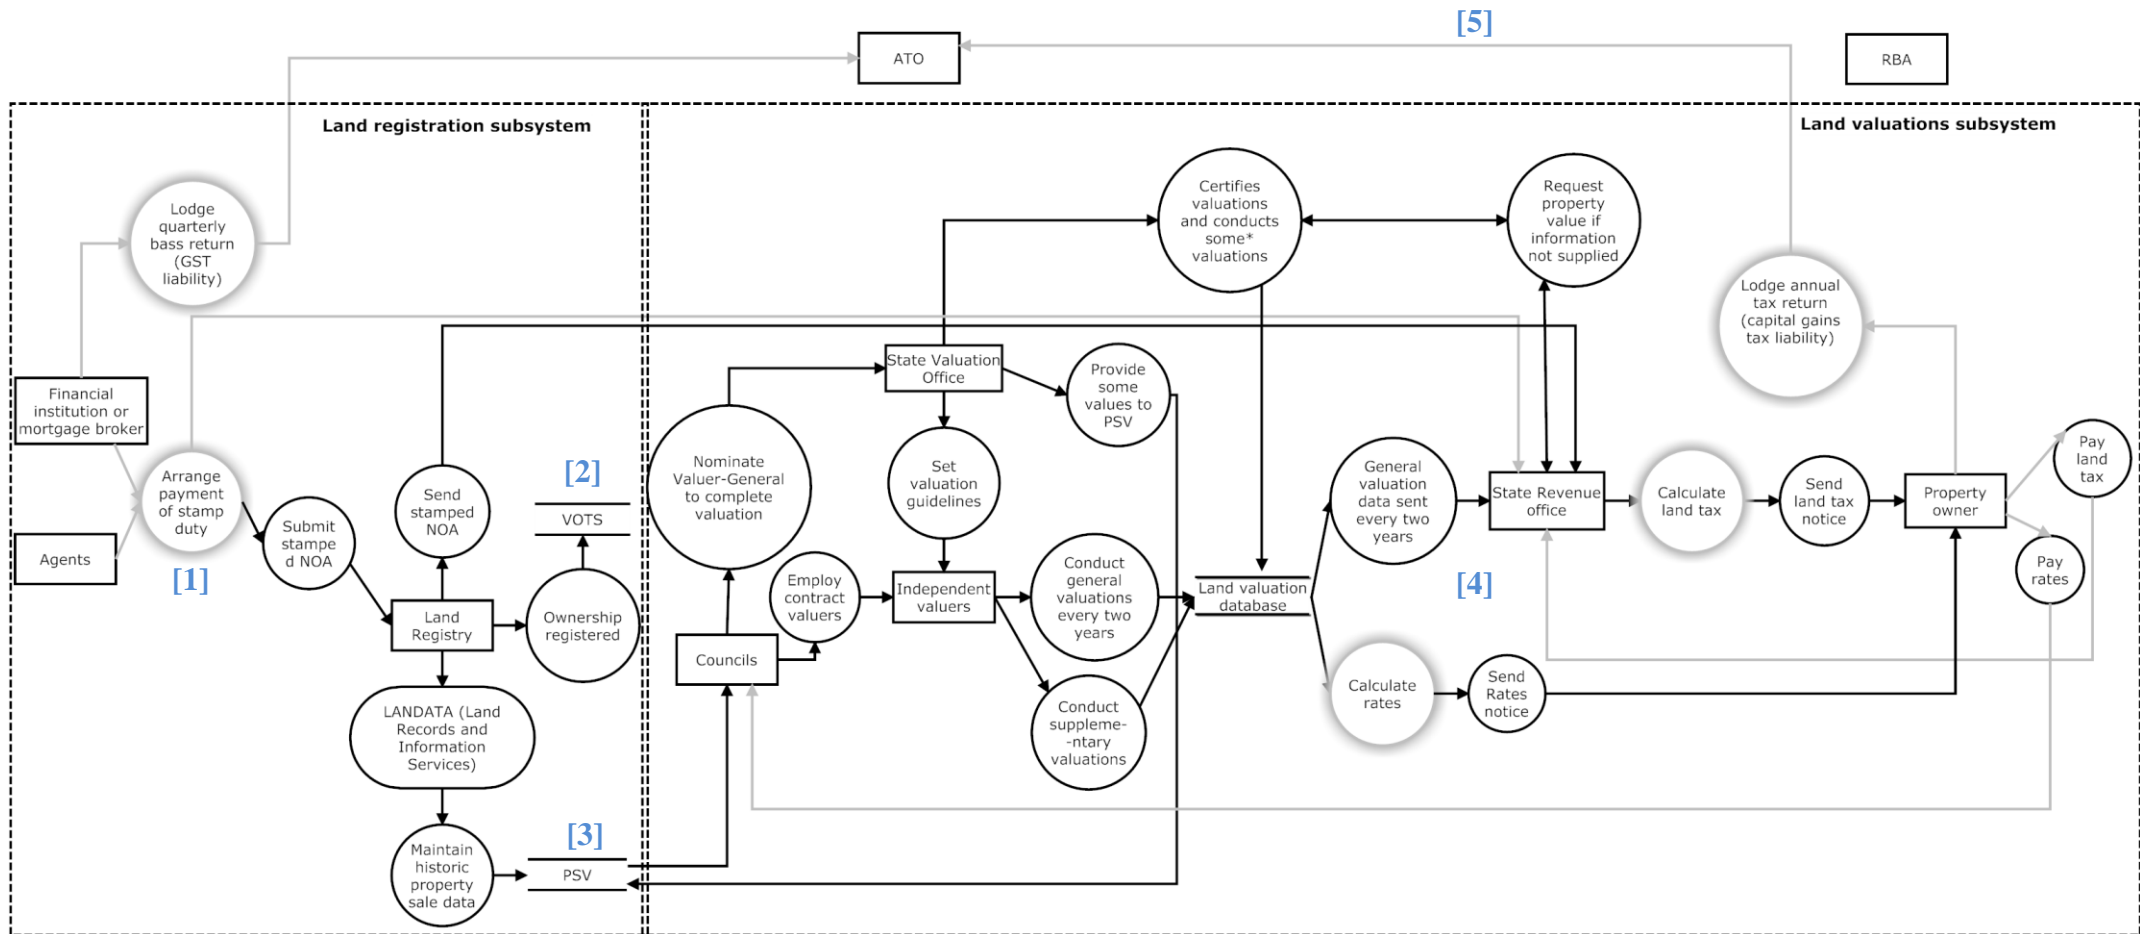 [5]
ATO
RBA
Land registration subsystem
Land valuations subsystem
Lodge
quarterly
bass return
(GST
liability)
Certifies
valuations
and conducts
some*
valuations
Request
property
value if
information
not supplied
Lodge annual
tax return
(capital gains
tax liability)
Financial
institution or
mortgage broker
State Valuation
Office
Provide
some
values to
PSV
Arrange
payment
of stamp
duty
[1]
Agents
Submit
stampe
d NOA
Send
stamped
NOA
[2]
VOTS
Nominate
Valuer-General
to complete
valuation
Set
valuation
guidelines
General
valuation
data sent
every two
years
State Revenue
office
Calculate
land tax
Send
land tax
notice
Property
owner
Pay
land
tax
Pay
rates
Land
Registry
Ownership
registered
Employ
contract
valuers
Independent
valuers
Conduct
general
valuations
every two
years
Land valuation
database
[4]
Councils
Conduct
suppleme-
-ntary
valuations
Calculate
rates
Send
Rates
notice
LANDATA (Land
Records and
Information
Services)
Maintain
historic
property
sale data
[3]
PSV